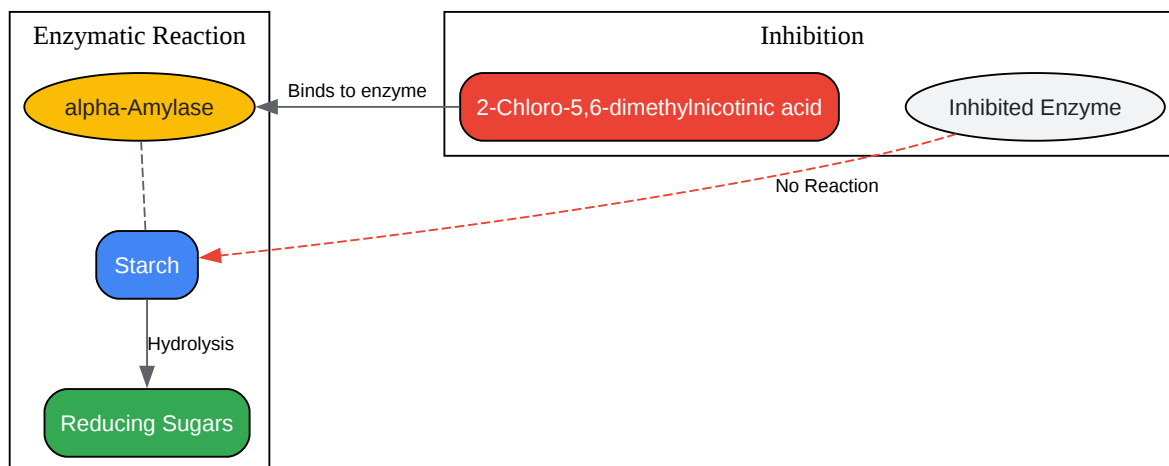 Enzymatic Reaction
Inhibition
alpha-Amylase
Binds to enzyme
2-Chloro-5,6-dimethylnicotinic acid
Inhibited Enzyme
No Reaction
Starch
Hydrolysis
Reducing Sugars